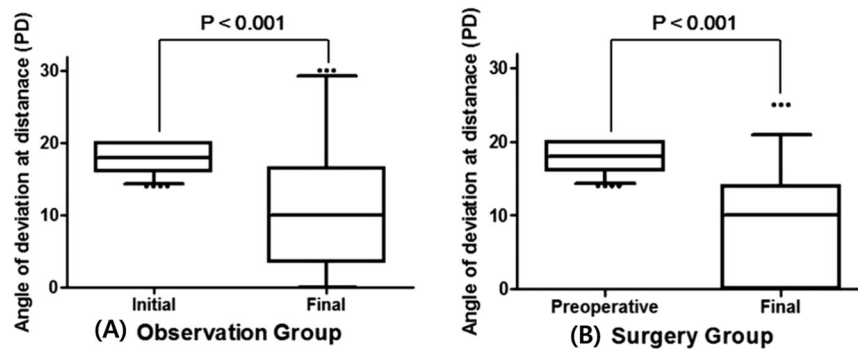 P < 0.001
Angle of deviation at distanace (PD)
30
20
10
0
Initial
Final
(A) Observation Group
P < 0.001
Angle of deviation at distanace (PD)
30
20
10
0
Preoperative
Final
(B) Surgery Group